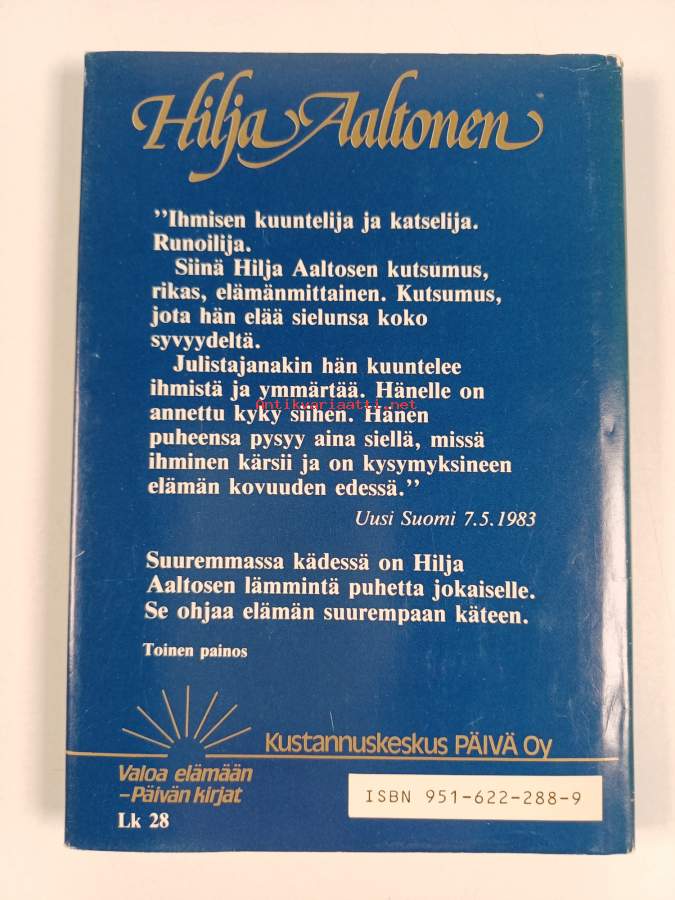 Hilja Aaltonen
”Ihmisen kuuntelija ja katselija.
Runoilija.
Siinä Hilja Aaltosen kutsumus,
rikas, elämänmittainen. Kutsumus,
jota hän elää sielunsa koko
syvyydeltä.
Julistajanakin hän kuuntelee
ihmistä ja ymmärtää. Hänelle on
Antikvariaatti.net
annettu kyky siihen. Hänen
puheensa pysyy aina siellä, missä
ihminen kärsii ja on kysymyksineen
elämän kovuuden edessä.”
Uusi Suomi 7.5.1983
Suuremmassa kädessä on Hilja
Aaltosen lämmintä puhetta jokaiselle.
Se ohjaa elämän suurempaan käteen.
Toinen painos
Kustannuskeskus PÄIVÄ Oy
Valoa elämään
–Päivän kirjat
ISBN 951-622-288-9
Lk 28